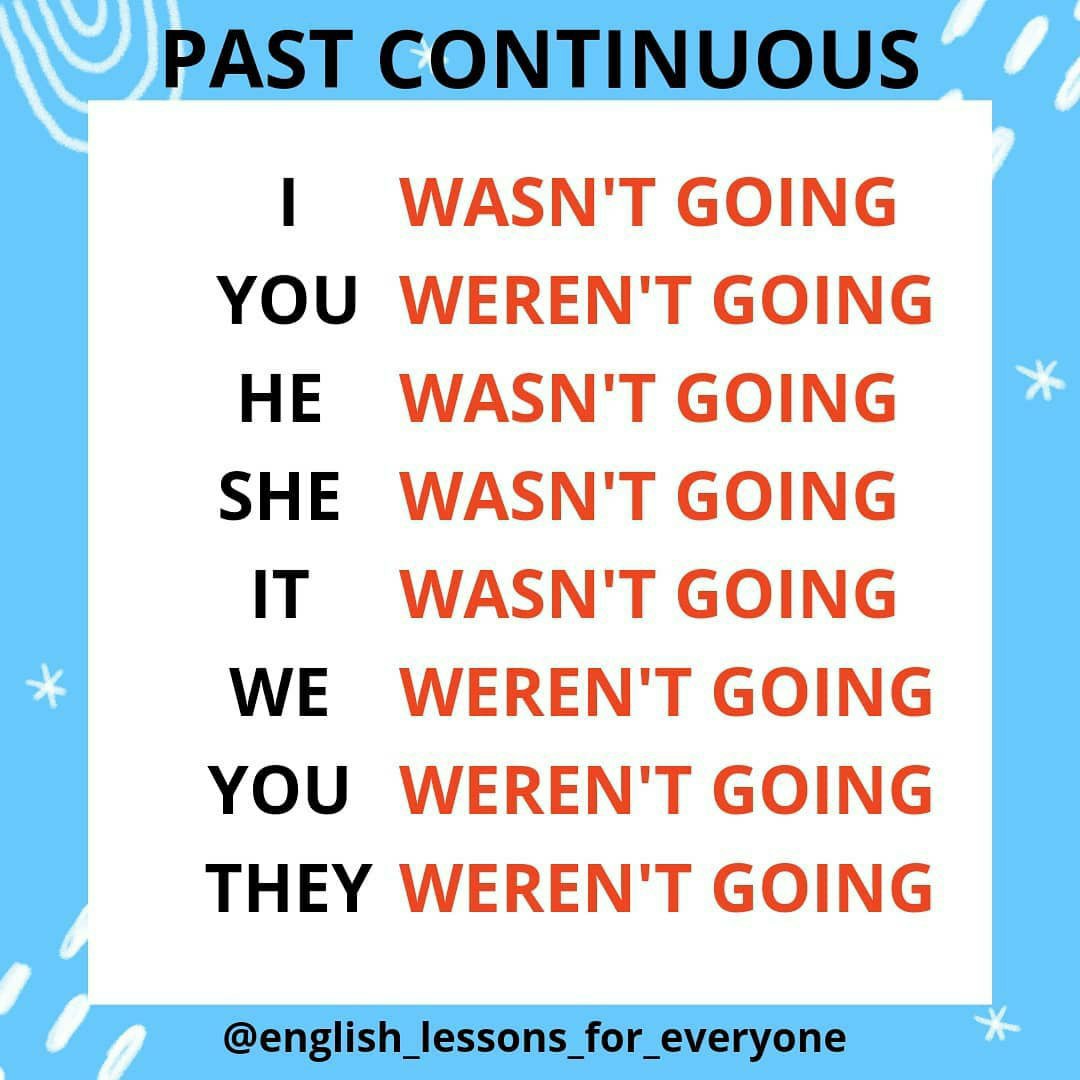 PAST CONTINUOUS
I WASN'T GOING
YOU WEREN'T GOING
HE WASN'T GOING
SHE WASN'T GOING
IT WASN'T GOING
WE WEREN'T GOING
YOU WEREN'T GOING
THEY WEREN'T GOING
@english_lessons_for_everyone